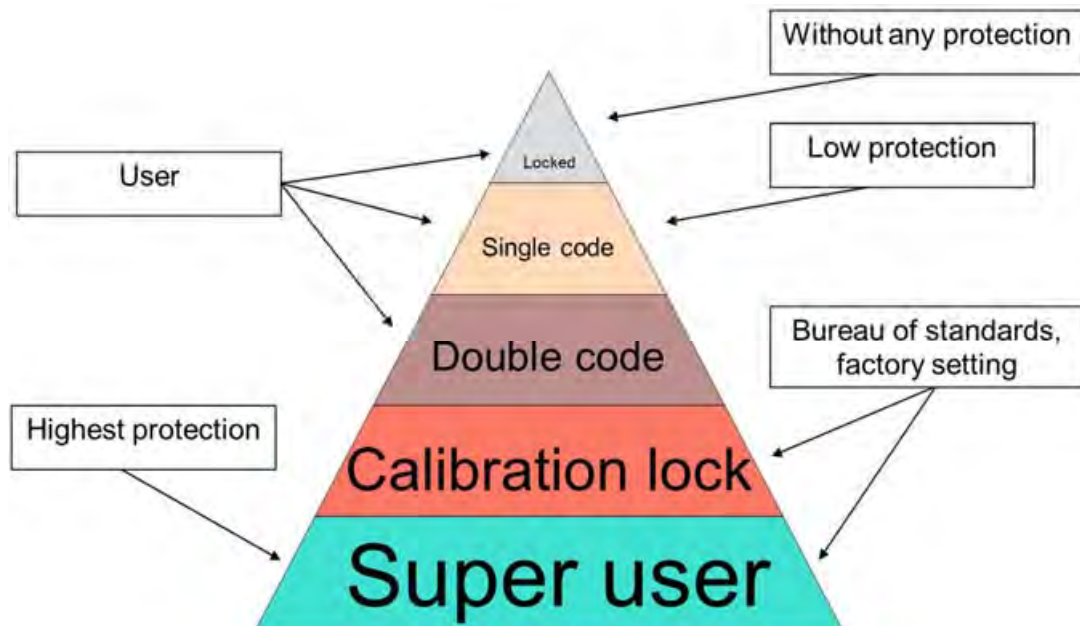 Without any protection
Locked
User
Low protection
Single code
Double code
Bureau of standards,
factory setting
Highest protection
Calibration lock
Super user